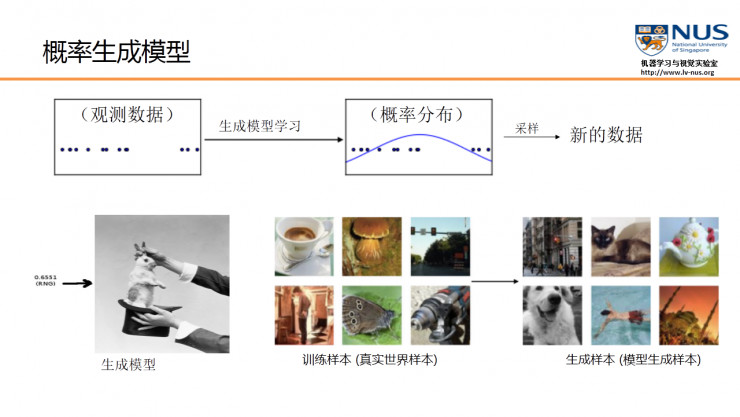 概率生成模型
NUS
National University
of Singapore
机器学习与视觉实验室
http://www.lv-nus.org
（观测数据）
生成模型学习
（概率分布）
采样
新的数据
0.6551
(RNG)
生成模型
训练样本 (真实世界样本)
生成样本 (模型生成样本)